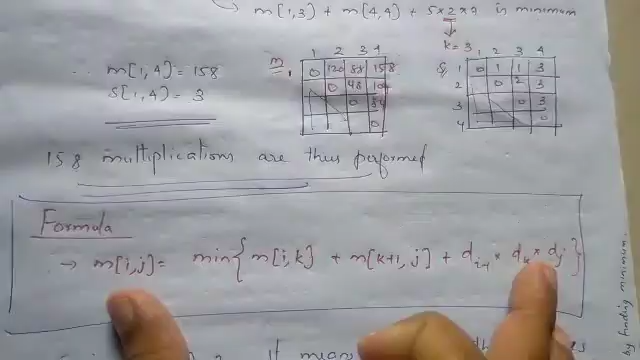 → m[1,3) + m[4,4) + 5×2×7 is minimum
k = 3
m[1,4) = 158
s[1,4) = 3
m 1 2 3 4
1 0 120 88 158
0 48 104
0 84
0
S 1 2 3 4
1 0 1 1 3
2 0 2 3
3 0 3
4 0
158 multiplications are thus performed
Formula
→ m[i,j] = min{ m[i,k] + m[k+1, j] + d i-1 * d k * d j }
It means
by finding minimum.